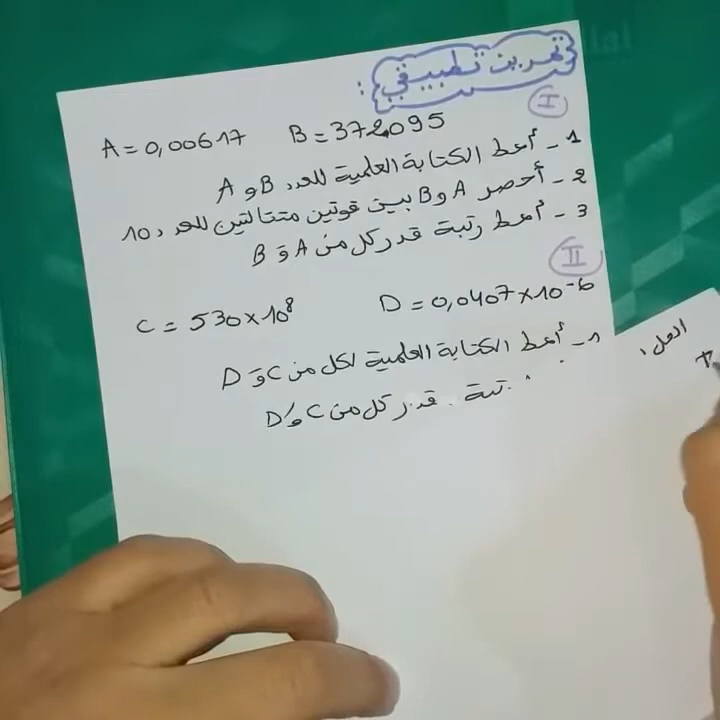 تمرين تطبيقي :
I
A = 0,00617 B = 372095
1 - أعط الكتابة العلمية للعدد B و A
2 - أحصر A و B بين قوتين متتاليتين للعدد 10
3 - أعط رتبة قدر كل من A و B
II
C = 530×10⁸ D = 0,0407×10⁻⁶
1 - أعط الكتابة العلمية لكل من C و D
رتبة قدر كل من C و D
الحل